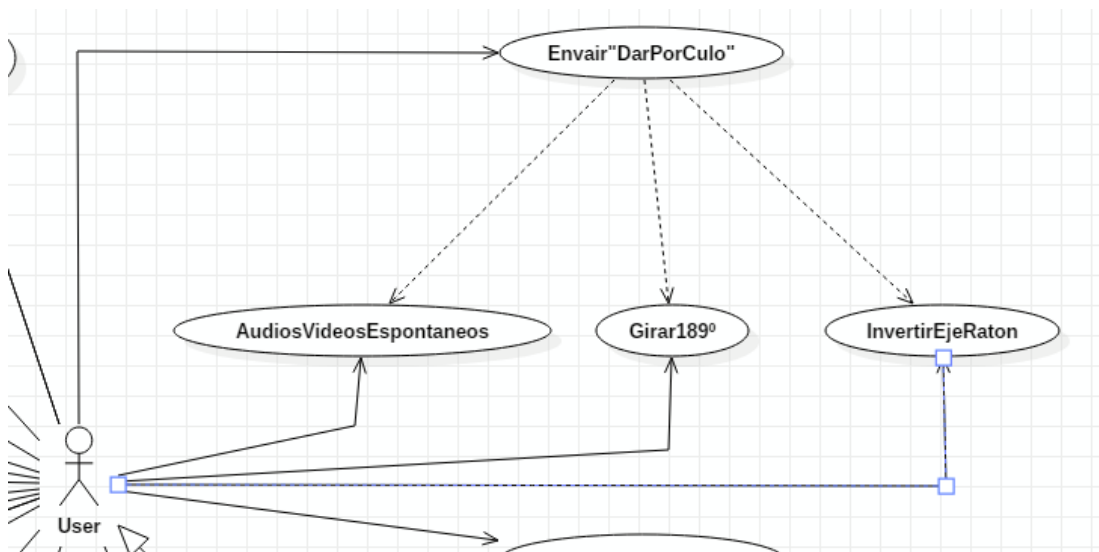 Envair"DarPorCulo"
AudiosVideosEspontaneos
Girar189º
InvertirEjeRaton
User